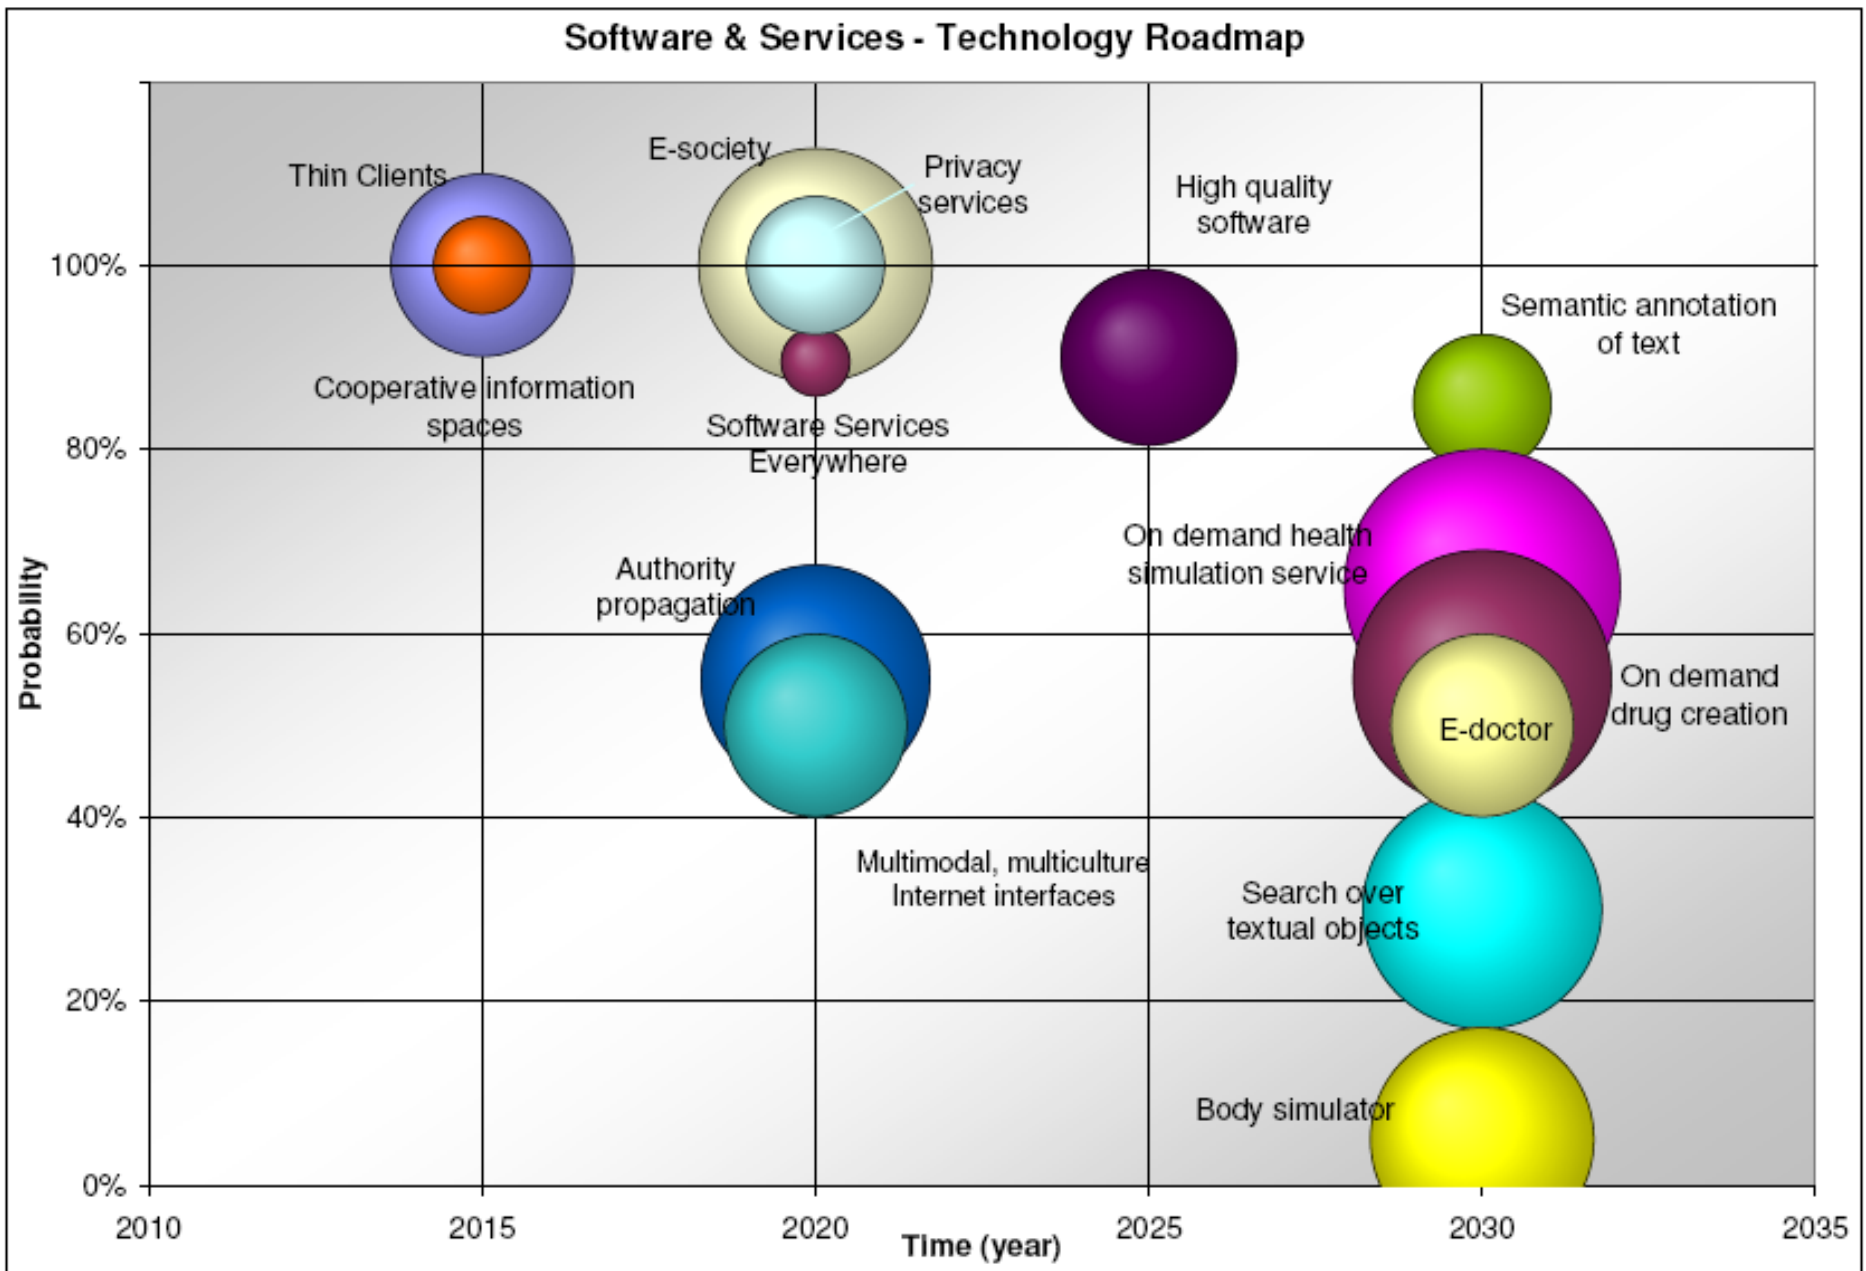 Software & Services - Technology Roadmap
E-society
Thin Clients
Privacy
services
High quality
software
100%
Semantic annotation
of text
Cooperative information
spaces
Software Services
Everywhere
80%
On demand health
simulation service
Authority
propagation
60%
On demand
drug creation
E-doctor
Probability
40%
Multimodal, multiculture
Internet interfaces
Search over
textual objects
20%
Body simulator
0%
2010
2015
2020
2025
2030
2035
Time (year)